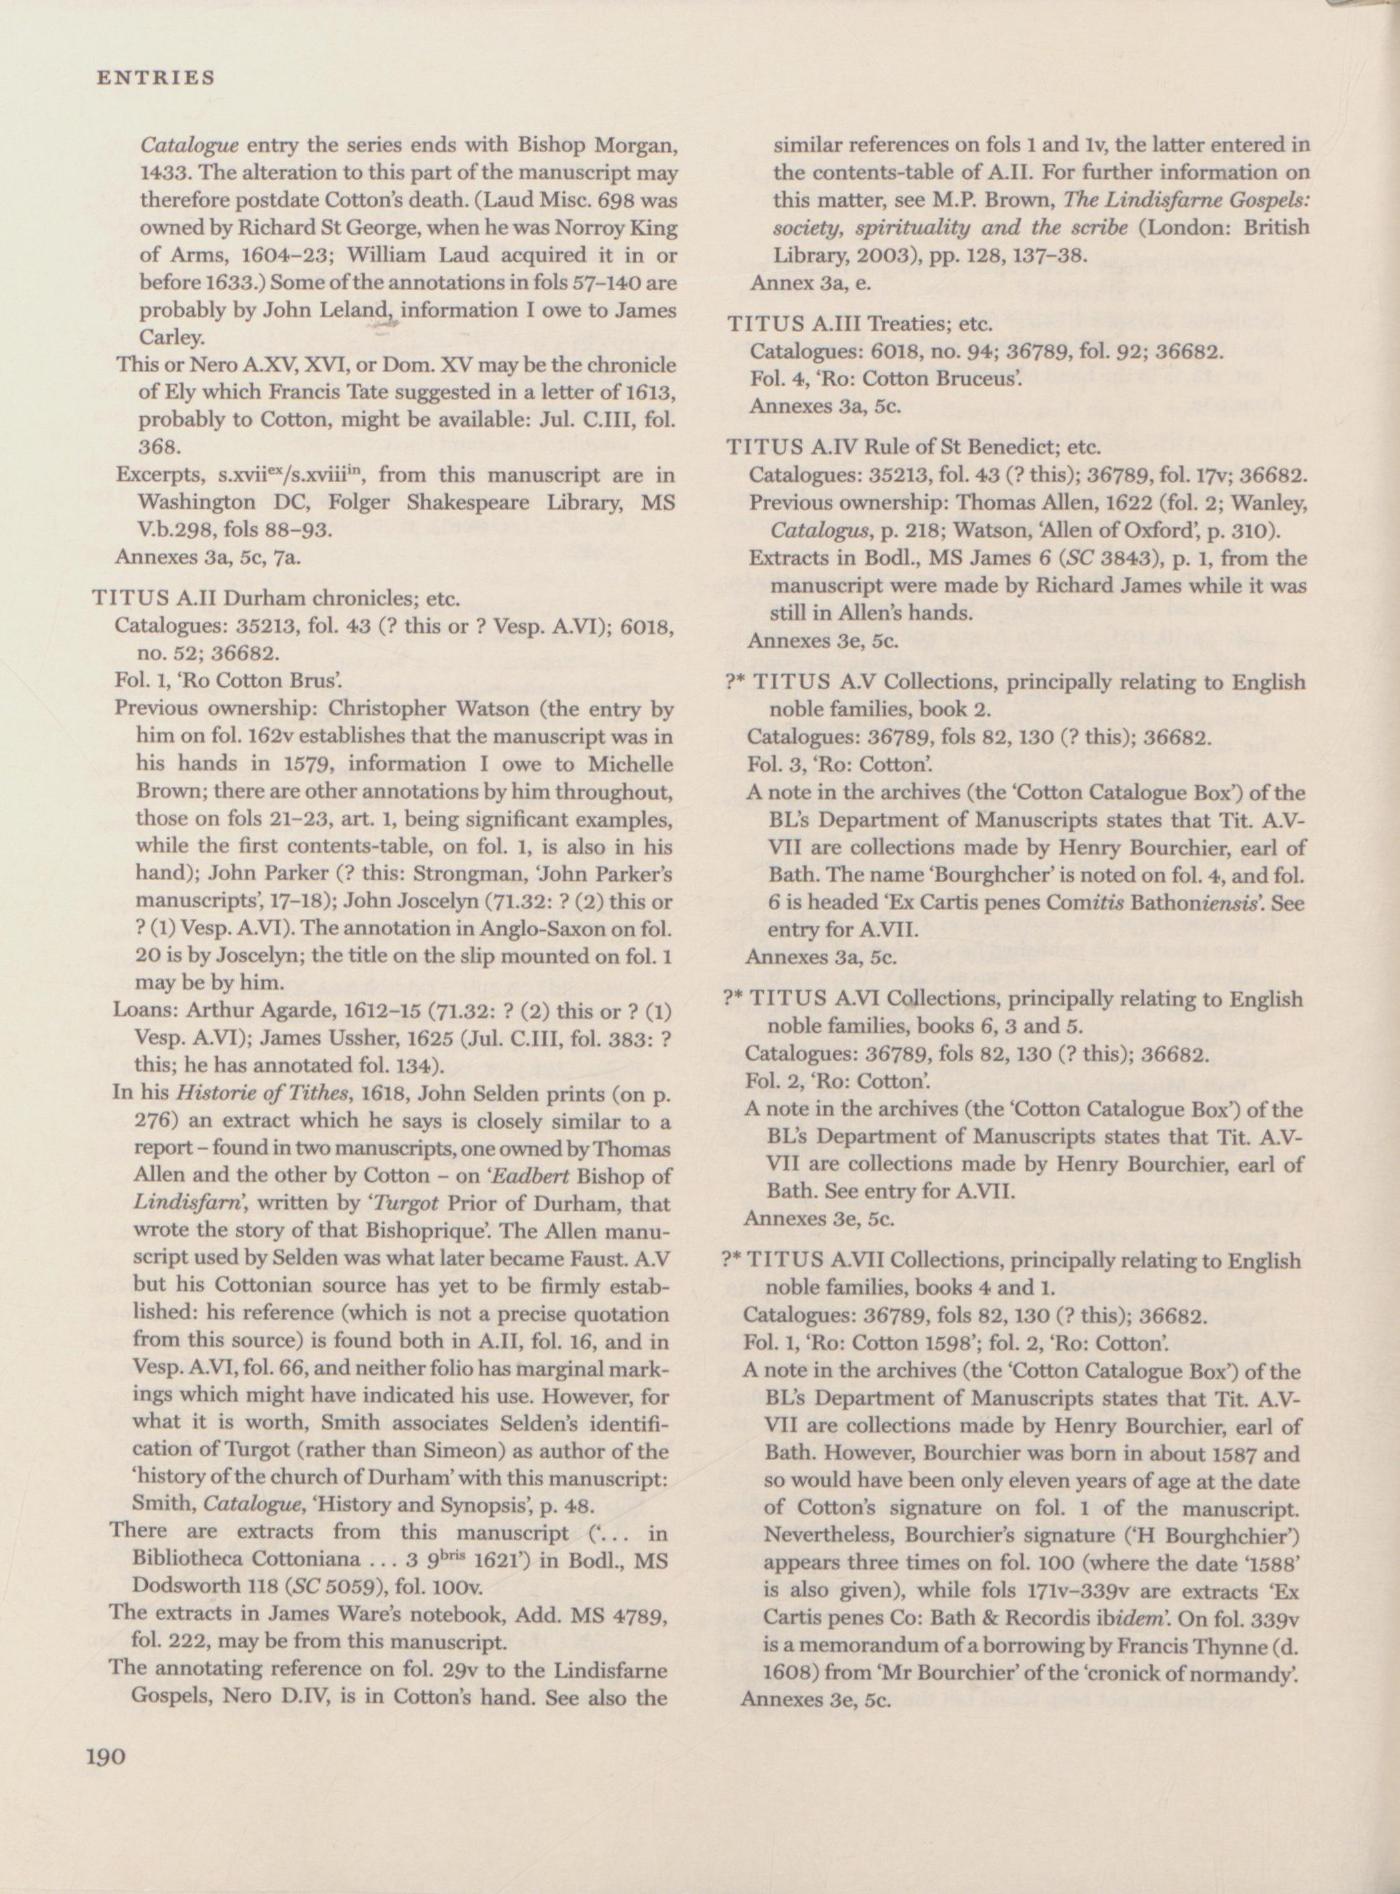 ENTRIES
Catalogue entry the series ends with Bishop Morgan,
1433. The alteration to this part of the manuscript may
therefore postdate Cotton's death. (Laud Misc. 698 was
owned by Richard St George, when he was Norroy King
of Arms, 1604–23; William Laud acquired it in or
before 1633.) Some of the annotations in fols 57–140 are
probably by John Leland, information I owe to James
Carley.
This or Nero A.XV, XVI, or Dom. XV may be the chronicle
of Ely which Francis Tate suggested in a letter of 1613,
probably to Cotton, might be available: Jul. C.III, fol.
368.
Excerpts, s.xviiex/s.xviiiin, from this manuscript are in
Washington DC, Folger Shakespeare Library, MS
V.b.298, fols 88–93.
Annexes 3a, 5c, 7a.
TITUS A.II Durham chronicles; etc.
Catalogues: 35213, fol. 43 (? this or ? Vesp. A.VI); 6018,
no. 52; 36682.
Fol. 1, ‘Ro Cotton Brus’.
Previous ownership: Christopher Watson (the entry by
him on fol. 162v establishes that the manuscript was in
his hands in 1579, information I owe to Michelle
Brown; there are other annotations by him throughout,
those on fols 21–23, art. 1, being significant examples,
while the first contents-table, on fol. 1, is also in his
hand); John Parker (? this: Strongman, ‘John Parker's
manuscripts’, 17–18); John Joscelyn (71.32: ? (2) this or
? (1) Vesp. A.VI). The annotation in Anglo-Saxon on fol.
20 is by Joscelyn; the title on the slip mounted on fol. 1
may be by him.
Loans: Arthur Agarde, 1612–15 (71.32: ? (2) this or ? (1)
Vesp. A.VI); James Ussher, 1625 (Jul. C.III, fol. 383: ?
this; he has annotated fol. 134).
In his Historie of Tithes, 1618, John Selden prints (on p.
276) an extract which he says is closely similar to a
report – found in two manuscripts, one owned by Thomas
Allen and the other by Cotton – on ‘Eadbert Bishop of
Lindisfarn’, written by ‘Turgot Prior of Durham, that
wrote the story of that Bishoprique’. The Allen manu-
script used by Selden was what later became Faust. A.V
but his Cottonian source has yet to be firmly estab-
lished: his reference (which is not a precise quotation
from this source) is found both in A.II, fol. 16, and in
Vesp. A.VI, fol. 66, and neither folio has marginal mark-
ings which might have indicated his use. However, for
what it is worth, Smith associates Selden's identifi-
cation of Turgot (rather than Simeon) as author of the
‘history of the church of Durham’ with this manuscript:
Smith, Catalogue, ‘History and Synopsis’, p. 48.
There are extracts from this manuscript (‘... in
Bibliotheca Cottoniana ... 3 9bris 1621’) in Bodl., MS
Dodsworth 118 (SC 5059), fol. 100v.
The extracts in James Ware's notebook, Add. MS 4789,
fol. 222, may be from this manuscript.
The annotating reference on fol. 29v to the Lindisfarne
Gospels, Nero D.IV, is in Cotton's hand. See also the
similar references on fols 1 and 1v, the latter entered in
the contents-table of A.II. For further information on
this matter, see M.P. Brown, The Lindisfarne Gospels:
society, spirituality and the scribe (London: British
Library, 2003), pp. 128, 137–38.
Annex 3a, e.
TITUS A.III Treaties; etc.
Catalogues: 6018, no. 94; 36789, fol. 92; 36682.
Fol. 4, ‘Ro: Cotton Bruceus’.
Annexes 3a, 5c.
TITUS A.IV Rule of St Benedict; etc.
Catalogues: 35213, fol. 43 (? this); 36789, fol. 17v; 36682.
Previous ownership: Thomas Allen, 1622 (fol. 2; Wanley,
Catalogus, p. 218; Watson, ‘Allen of Oxford’, p. 310).
Extracts in Bodl., MS James 6 (SC 3843), p. 1, from the
manuscript were made by Richard James while it was
still in Allen's hands.
Annexes 3e, 5c.
?* TITUS A.V Collections, principally relating to English
noble families, book 2.
Catalogues: 36789, fols 82, 130 (? this); 36682.
Fol. 3, ‘Ro: Cotton’.
A note in the archives (the ‘Cotton Catalogue Box’) of the
BL's Department of Manuscripts states that Tit. A.V-
VII are collections made by Henry Bourchier, earl of
Bath. The name ‘Bourghcher’ is noted on fol. 4, and fol.
6 is headed ‘Ex Cartis penes Comitis Bathoniensis’. See
entry for A.VII.
Annexes 3a, 5c.
?* TITUS A.VI Collections, principally relating to English
noble families, books 6, 3 and 5.
Catalogues: 36789, fols 82, 130 (? this); 36682.
Fol. 2, ‘Ro: Cotton’.
A note in the archives (the ‘Cotton Catalogue Box’) of the
BL's Department of Manuscripts states that Tit. A.V-
VII are collections made by Henry Bourchier, earl of
Bath. See entry for A.VII.
Annexes 3e, 5c.
?* TITUS A.VII Collections, principally relating to English
noble families, books 4 and 1.
Catalogues: 36789, fols 82, 130 (? this); 36682.
Fol. 1, ‘Ro: Cotton 1598’; fol. 2, ‘Ro: Cotton’.
A note in the archives (the ‘Cotton Catalogue Box’) of the
BL's Department of Manuscripts states that Tit. A.V-
VII are collections made by Henry Bourchier, earl of
Bath. However, Bourchier was born in about 1587 and
so would have been only eleven years of age at the date
of Cotton's signature on fol. 1 of the manuscript.
Nevertheless, Bourchier's signature (‘H Bourghchier’)
appears three times on fol. 100 (where the date ‘1588’
is also given), while fols 171v–339v are extracts ‘Ex
Cartis penes Co: Bath & Recordis ibidem’. On fol. 339v
is a memorandum of a borrowing by Francis Thynne (d.
1608) from ‘Mr Bourchier’ of the ‘cronick of normandy’.
Annexes 3e, 5c.
190